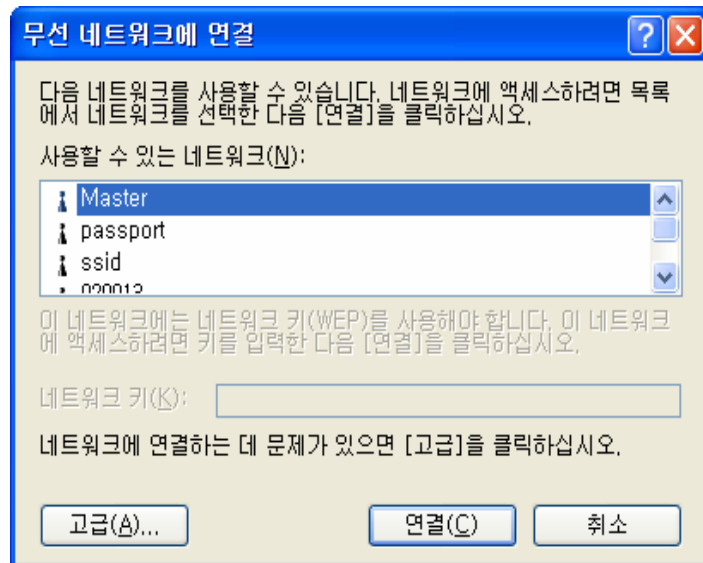 무선 네트워크에 연결
다음 네트워크를 사용할 수 있습니다. 네트워크에 액세스하려면 목록
에서 네트워크를 선택한 다음 [연결]을 클릭하십시오.
사용할 수 있는 네트워크(N):
Master
passport
ssid
이 네트워크에는 네트워크 키(WEP)를 사용해야 합니다. 이 네트워크
에 액세스하려면 키를 입력한 다음 [연결]을 클릭하십시오.
네트워크 키(K):
네트워크에 연결하는 데 문제가 있으면 [고급]을 클릭하십시오.
고급(A)... 연결(C) 취소